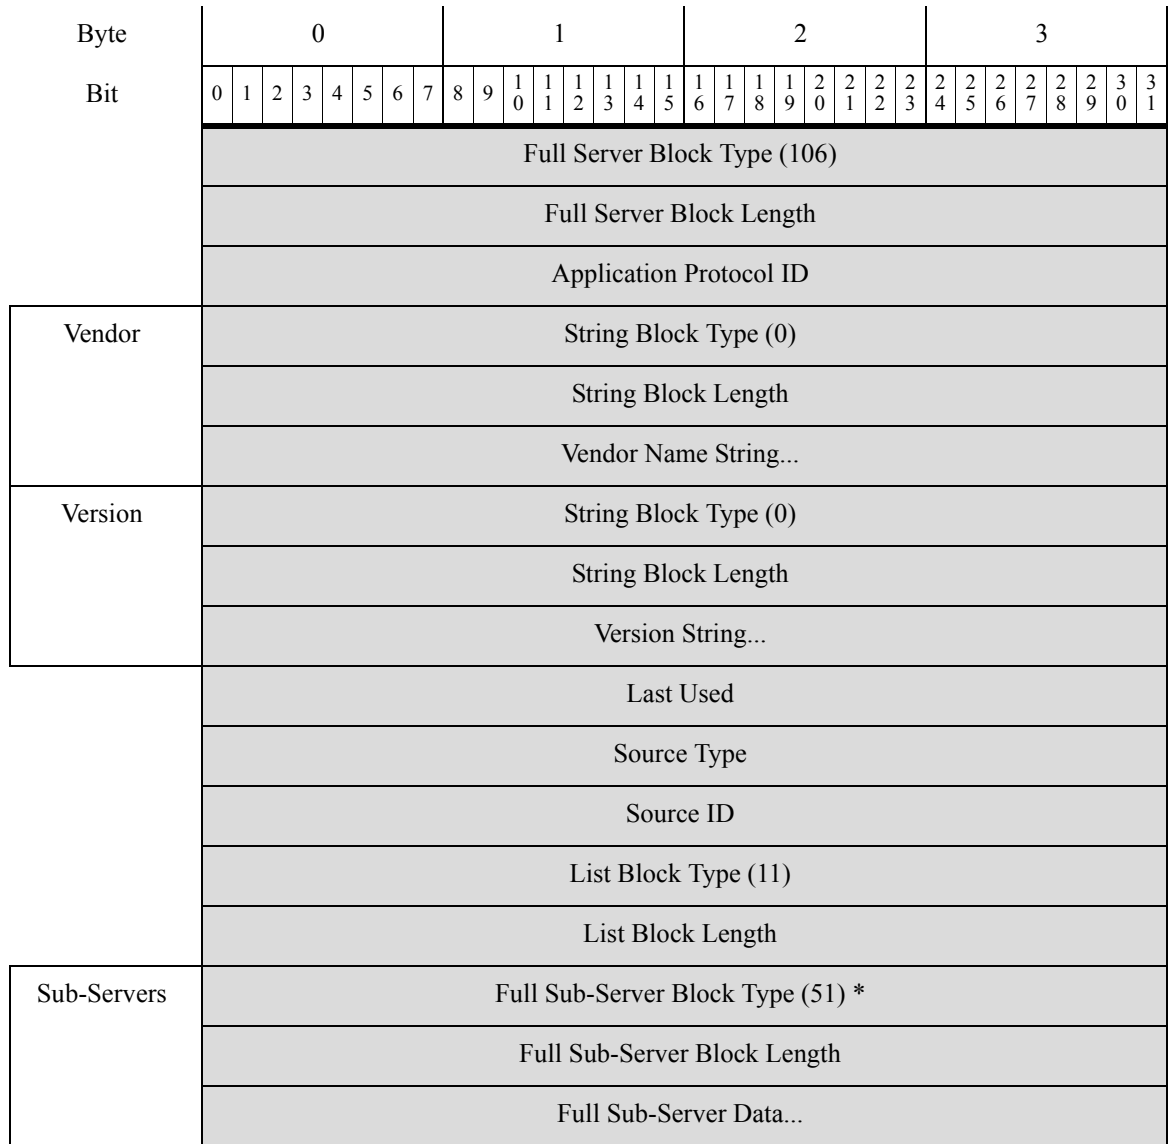 Byte 0 1 2 3
Bit 0 1 2 3 4 5 6 7 8 9 10 11 12 13 14 15 16 17 18 19 20 21 22 23 24 25 26 27 28 29 30 31
Full Server Block Type (106)
Full Server Block Length
Application Protocol ID
Vendor String Block Type (0)
String Block Length
Vendor Name String...
Version String Block Type (0)
String Block Length
Version String...
Last Used
Source Type
Source ID
List Block Type (11)
List Block Length
Sub-Servers Full Sub-Server Block Type (51) *
Full Sub-Server Block Length
Full Sub-Server Data...